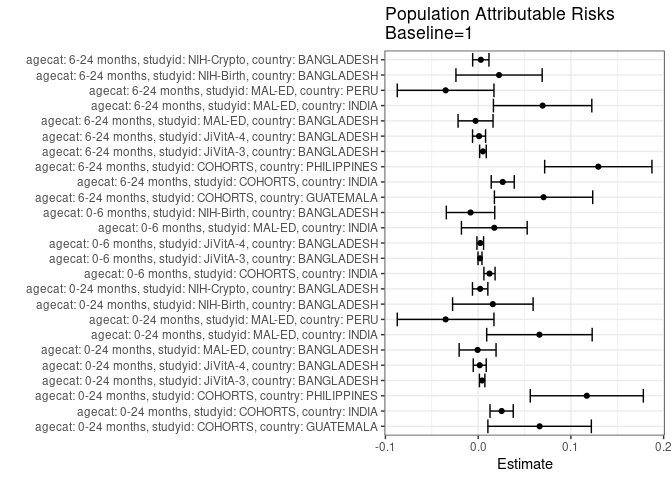 Population Attributable Risks
Baseline=1
agecat: 6-24 months, studyid: NIH-Crypto, country: BANGLADESH
agecat: 6-24 months, studyid: NIH-Birth, country: BANGLADESH
agecat: 6-24 months, studyid: MAL-ED, country: PERU
agecat: 6-24 months, studyid: MAL-ED, country: INDIA
agecat: 6-24 months, studyid: MAL-ED, country: BANGLADESH
agecat: 6-24 months, studyid: JiVitA-4, country: BANGLADESH
agecat: 6-24 months, studyid: JiVitA-3, country: BANGLADESH
agecat: 6-24 months, studyid: COHORTS, country: PHILIPPINES
agecat: 6-24 months, studyid: COHORTS, country: INDIA
agecat: 6-24 months, studyid: COHORTS, country: GUATEMALA
agecat: 0-6 months, studyid: NIH-Birth, country: BANGLADESH
agecat: 0-6 months, studyid: MAL-ED, country: INDIA
agecat: 0-6 months, studyid: JiVitA-4, country: BANGLADESH
agecat: 0-6 months, studyid: JiVitA-3, country: BANGLADESH
agecat: 0-6 months, studyid: COHORTS, country: INDIA
agecat: 0-24 months, studyid: NIH-Crypto, country: BANGLADESH
agecat: 0-24 months, studyid: NIH-Birth, country: BANGLADESH
agecat: 0-24 months, studyid: MAL-ED, country: PERU
agecat: 0-24 months, studyid: MAL-ED, country: INDIA
agecat: 0-24 months, studyid: MAL-ED, country: BANGLADESH
agecat: 0-24 months, studyid: JiVitA-4, country: BANGLADESH
agecat: 0-24 months, studyid: JiVitA-3, country: BANGLADESH
agecat: 0-24 months, studyid: COHORTS, country: PHILIPPINES
agecat: 0-24 months, studyid: COHORTS, country: INDIA
agecat: 0-24 months, studyid: COHORTS, country: GUATEMALA
-0.1 0.0 0.1 0.2
Estimate